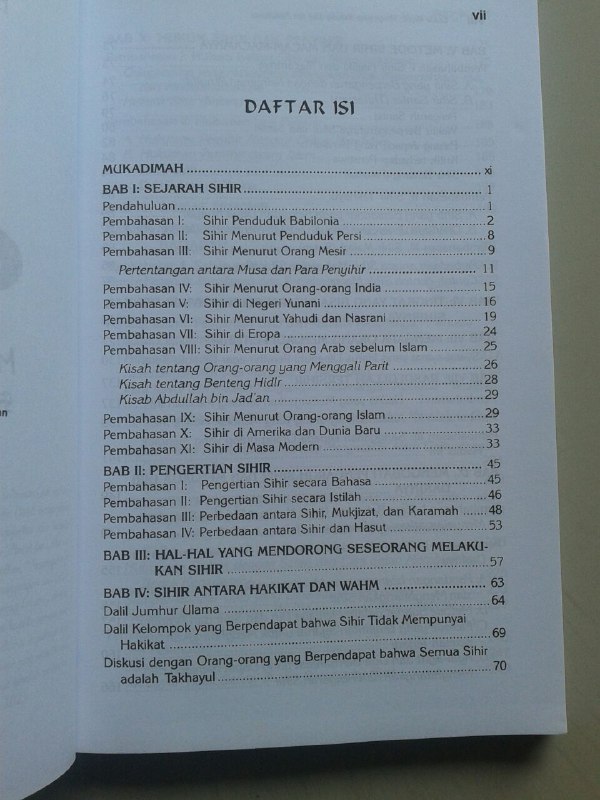 vii
DAFTAR ISI
MUKADIMAH ........ xi
BAB I: SEJARAH SIHIR ........ 1
Pendahuluan ........ 1
Pembahasan I: Sihir Penduduk Babilonia ........ 2
Pembahasan II: Sihir Menurut Penduduk Persi ........ 8
Pembahasan III: Sihir Menurut Orang Mesir ........ 9
Pertentangan antara Musa dan Para Penyihir ........ 11
Pembahasan IV: Sihir Menurut Orang-orang India ........ 15
Pembahasan V: Sihir di Negeri Yunani ........ 16
Pembahasan VI: Sihir Menurut Yahudi dan Nasrani ........ 19
Pembahasan VII: Sihir di Eropa ........ 24
Pembahasan VIII: Sihir Menurut Orang Arab sebelum Islam ........ 25
Kisah tentang Orang-orang yang Menggali Parit ........ 26
Kisah tentang Benteng Hidlr ........ 28
Kisab Abdullah bin Jad'an ........ 29
Pembahasan IX: Sihir Menurut Orang-orang Islam ........ 29
Pembahasan X: Sihir di Amerika dan Dunia Baru ........ 33
Pembahasan XI: Sihir di Masa Modern ........ 33
BAB II: PENGERTIAN SIHIR ........ 45
Pembahasan I: Pengertian Sihir secara Bahasa ........ 45
Pembahasan II: Pengertian Sihir secara Istilah ........ 46
Pembahasan III: Perbedaan antara Sihir, Mukjizat, dan Karamah ........ 48
Pembahasan IV: Perbedaan antara Sihir dan Hasut ........ 53
BAB III: HAL-HAL YANG MENDORONG SESEORANG MELAKU-
KAN SIHIR ........ 57
BAB IV: SIHIR ANTARA HAKIKAT DAN WAHM ........ 63
Dalil Jumhur Ulama ........ 64
Dalil Kelompok yang Berpendapat bahwa Sihir Tidak Mempunyai
Hakikat ........ 69
Diskusi dengan Orang-orang yang Berpendapat bahwa Semua Sihir
adalah Takhayul ........ 70